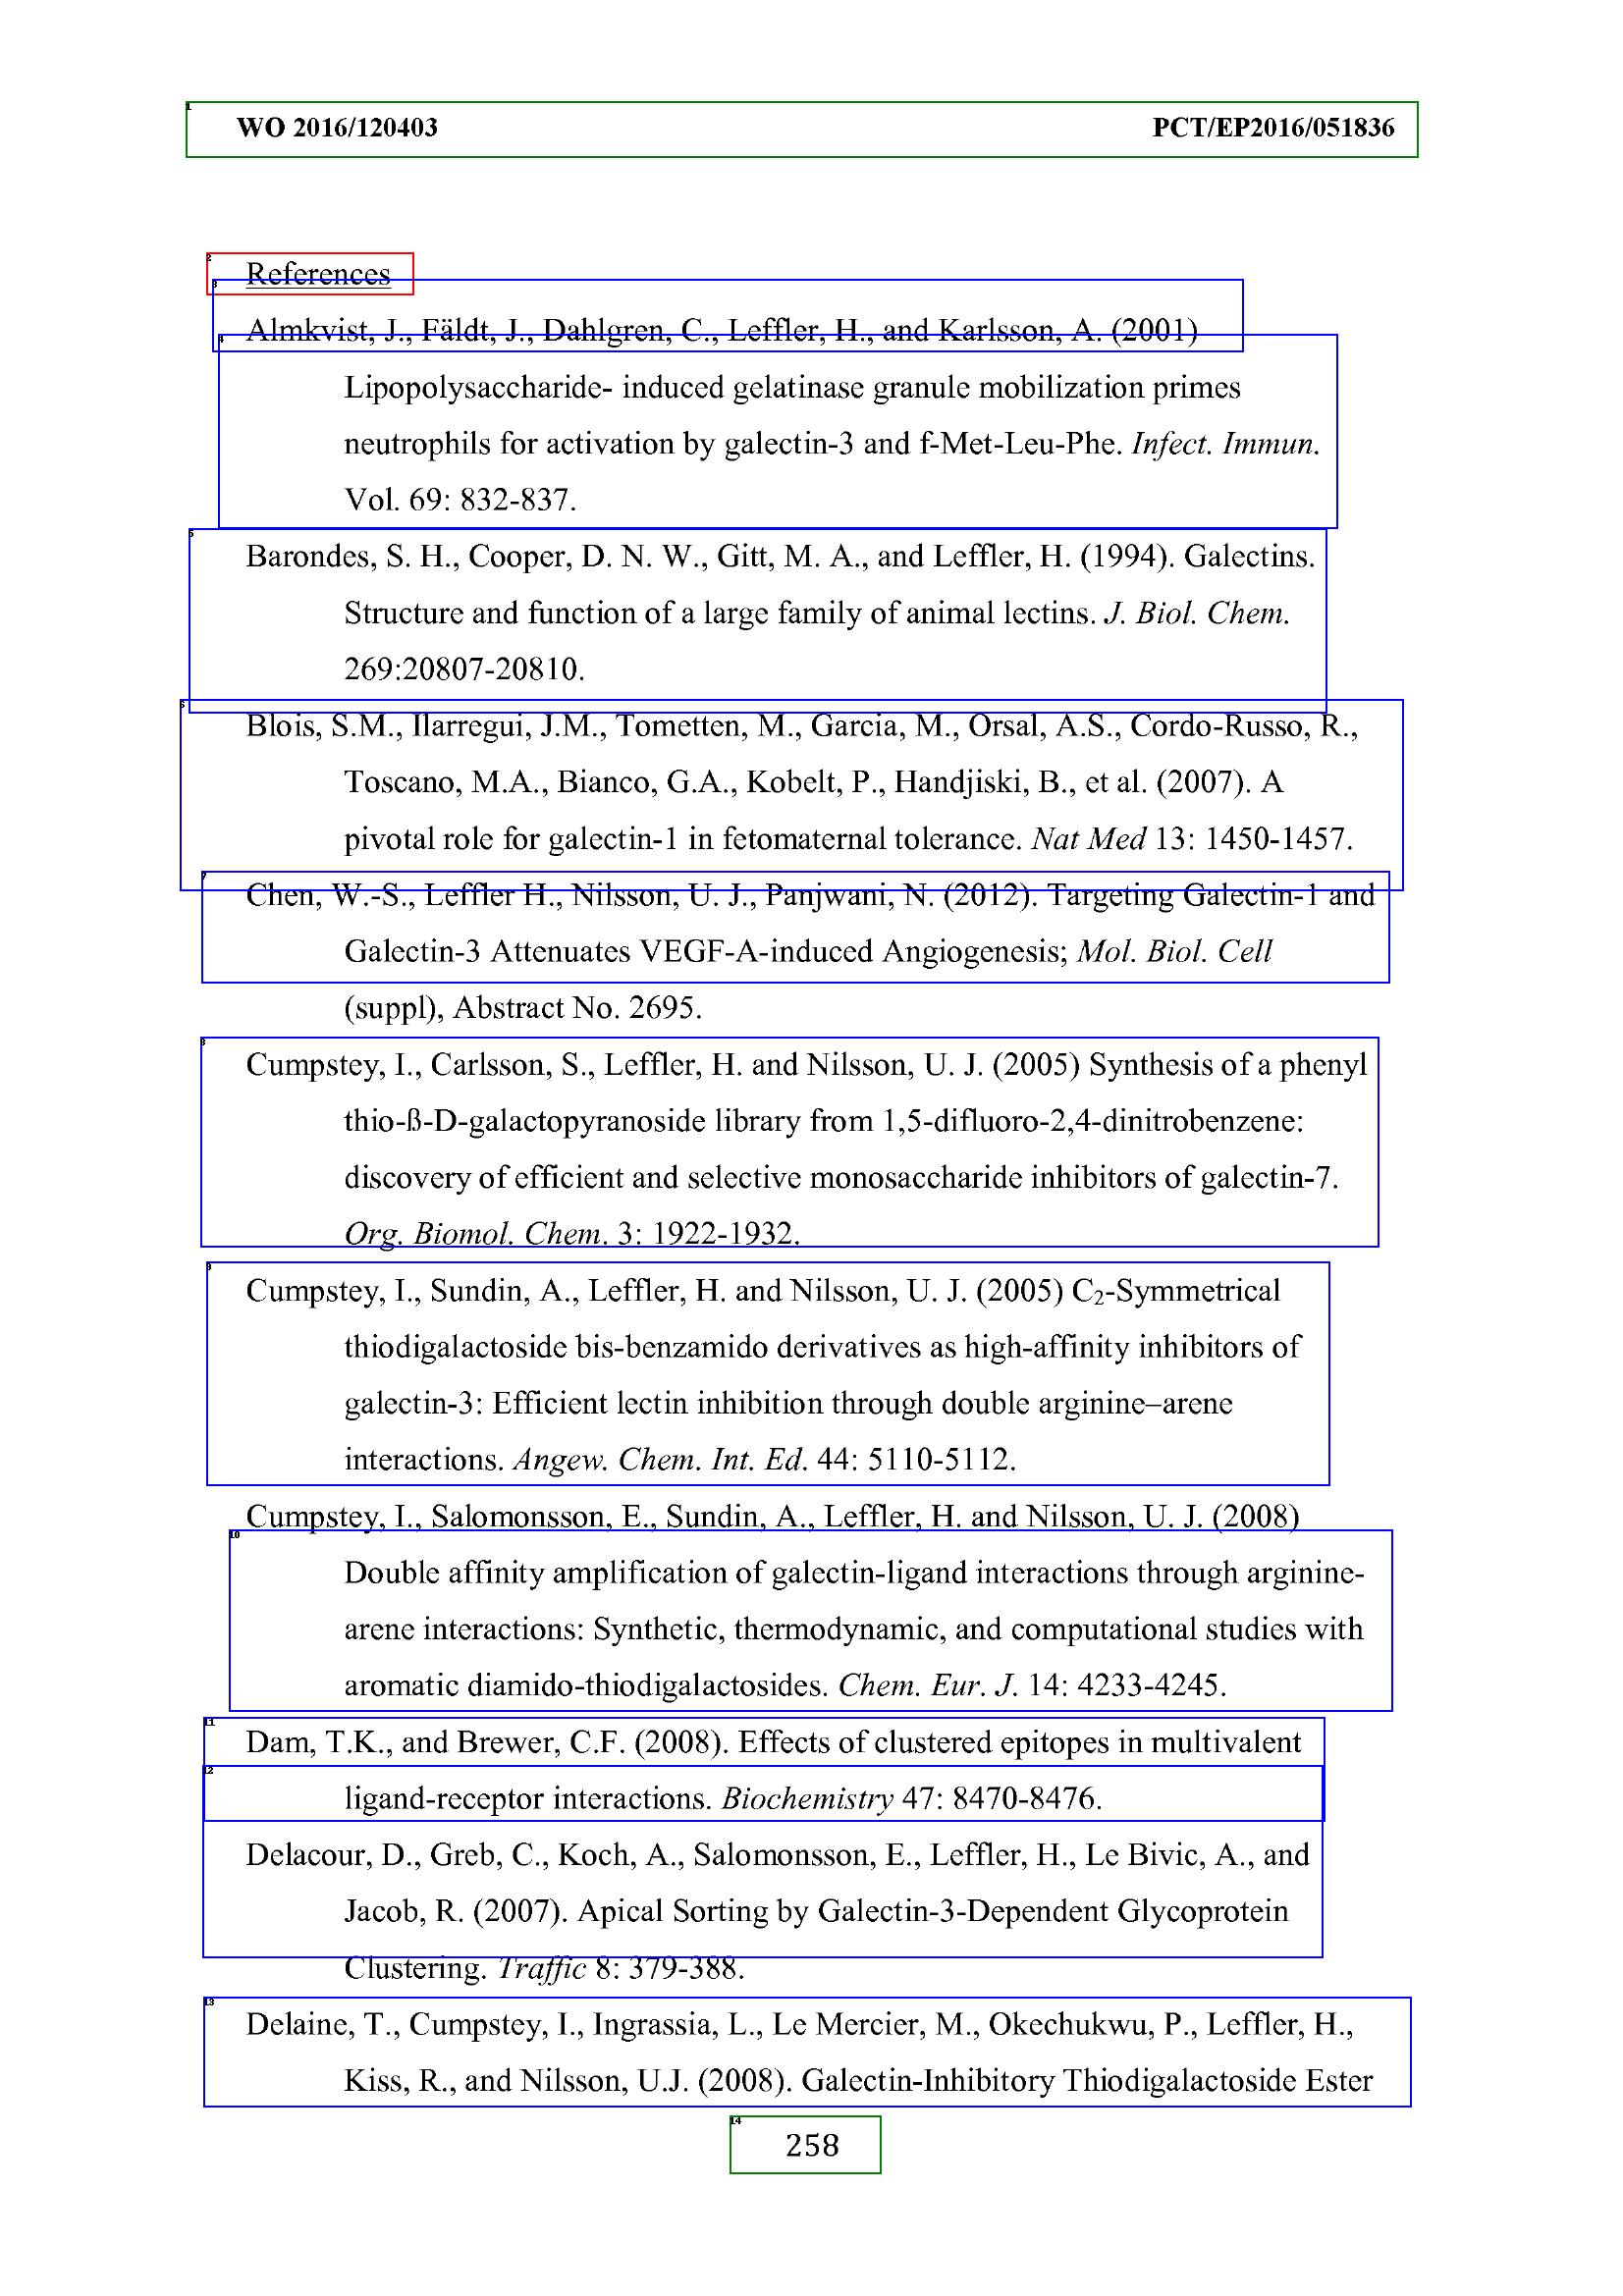 WO 2016/120403 PCT/EP2016/051836
References
Almkvist, J., Fäldt, J., Dahlgren, C., Leffler, H., and Karlsson, A. (2001)
Lipopolysaccharide- induced gelatinase granule mobilization primes
neutrophils for activation by galectin-3 and f-Met-Leu-Phe. Infect. Immun.
Vol. 69: 832-837.
Barondes, S. H., Cooper, D. N. W., Gitt, M. A., and Leffler, H. (1994). Galectins.
Structure and function of a large family of animal lectins. J. Biol. Chem.
269:20807-20810.
Blois, S.M., Ilarregui, J.M., Tometten, M., Garcia, M., Orsal, A.S., Cordo-Russo, R.,
Toscano, M.A., Bianco, G.A., Kobelt, P., Handjiski, B., et al. (2007). A
pivotal role for galectin-1 in fetomaternal tolerance. Nat Med 13: 1450-1457.
Chen, W.-S., Leffler H., Nilsson, U. J., Panjwani, N. (2012). Targeting Galectin-1 and
Galectin-3 Attenuates VEGF-A-induced Angiogenesis; Mol. Biol. Cell
(suppl), Abstract No. 2695.
Cumpstey, I., Carlsson, S., Leffler, H. and Nilsson, U. J. (2005) Synthesis of a phenyl
thio-ß-D-galactopyranoside library from 1,5-difluoro-2,4-dinitrobenzene:
discovery of efficient and selective monosaccharide inhibitors of galectin-7.
Org. Biomol. Chem. 3: 1922-1932.
Cumpstey, I., Sundin, A., Leffler, H. and Nilsson, U. J. (2005) C₂-Symmetrical
thiodigalactoside bis-benzamido derivatives as high-affinity inhibitors of
galectin-3: Efficient lectin inhibition through double arginine–arene
interactions. Angew. Chem. Int. Ed. 44: 5110-5112.
Cumpstey, I., Salomonsson, E., Sundin, A., Leffler, H. and Nilsson, U. J. (2008)
Double affinity amplification of galectin-ligand interactions through arginine-
arene interactions: Synthetic, thermodynamic, and computational studies with
aromatic diamido-thiodigalactosides. Chem. Eur. J. 14: 4233-4245.
Dam, T.K., and Brewer, C.F. (2008). Effects of clustered epitopes in multivalent
ligand-receptor interactions. Biochemistry 47: 8470-8476.
Delacour, D., Greb, C., Koch, A., Salomonsson, E., Leffler, H., Le Bivic, A., and
Jacob, R. (2007). Apical Sorting by Galectin-3-Dependent Glycoprotein
Clustering. Traffic 8: 379-388.
Delaine, T., Cumpstey, I., Ingrassia, L., Le Mercier, M., Okechukwu, P., Leffler, H.,
Kiss, R., and Nilsson, U.J. (2008). Galectin-Inhibitory Thiodigalactoside Ester
258